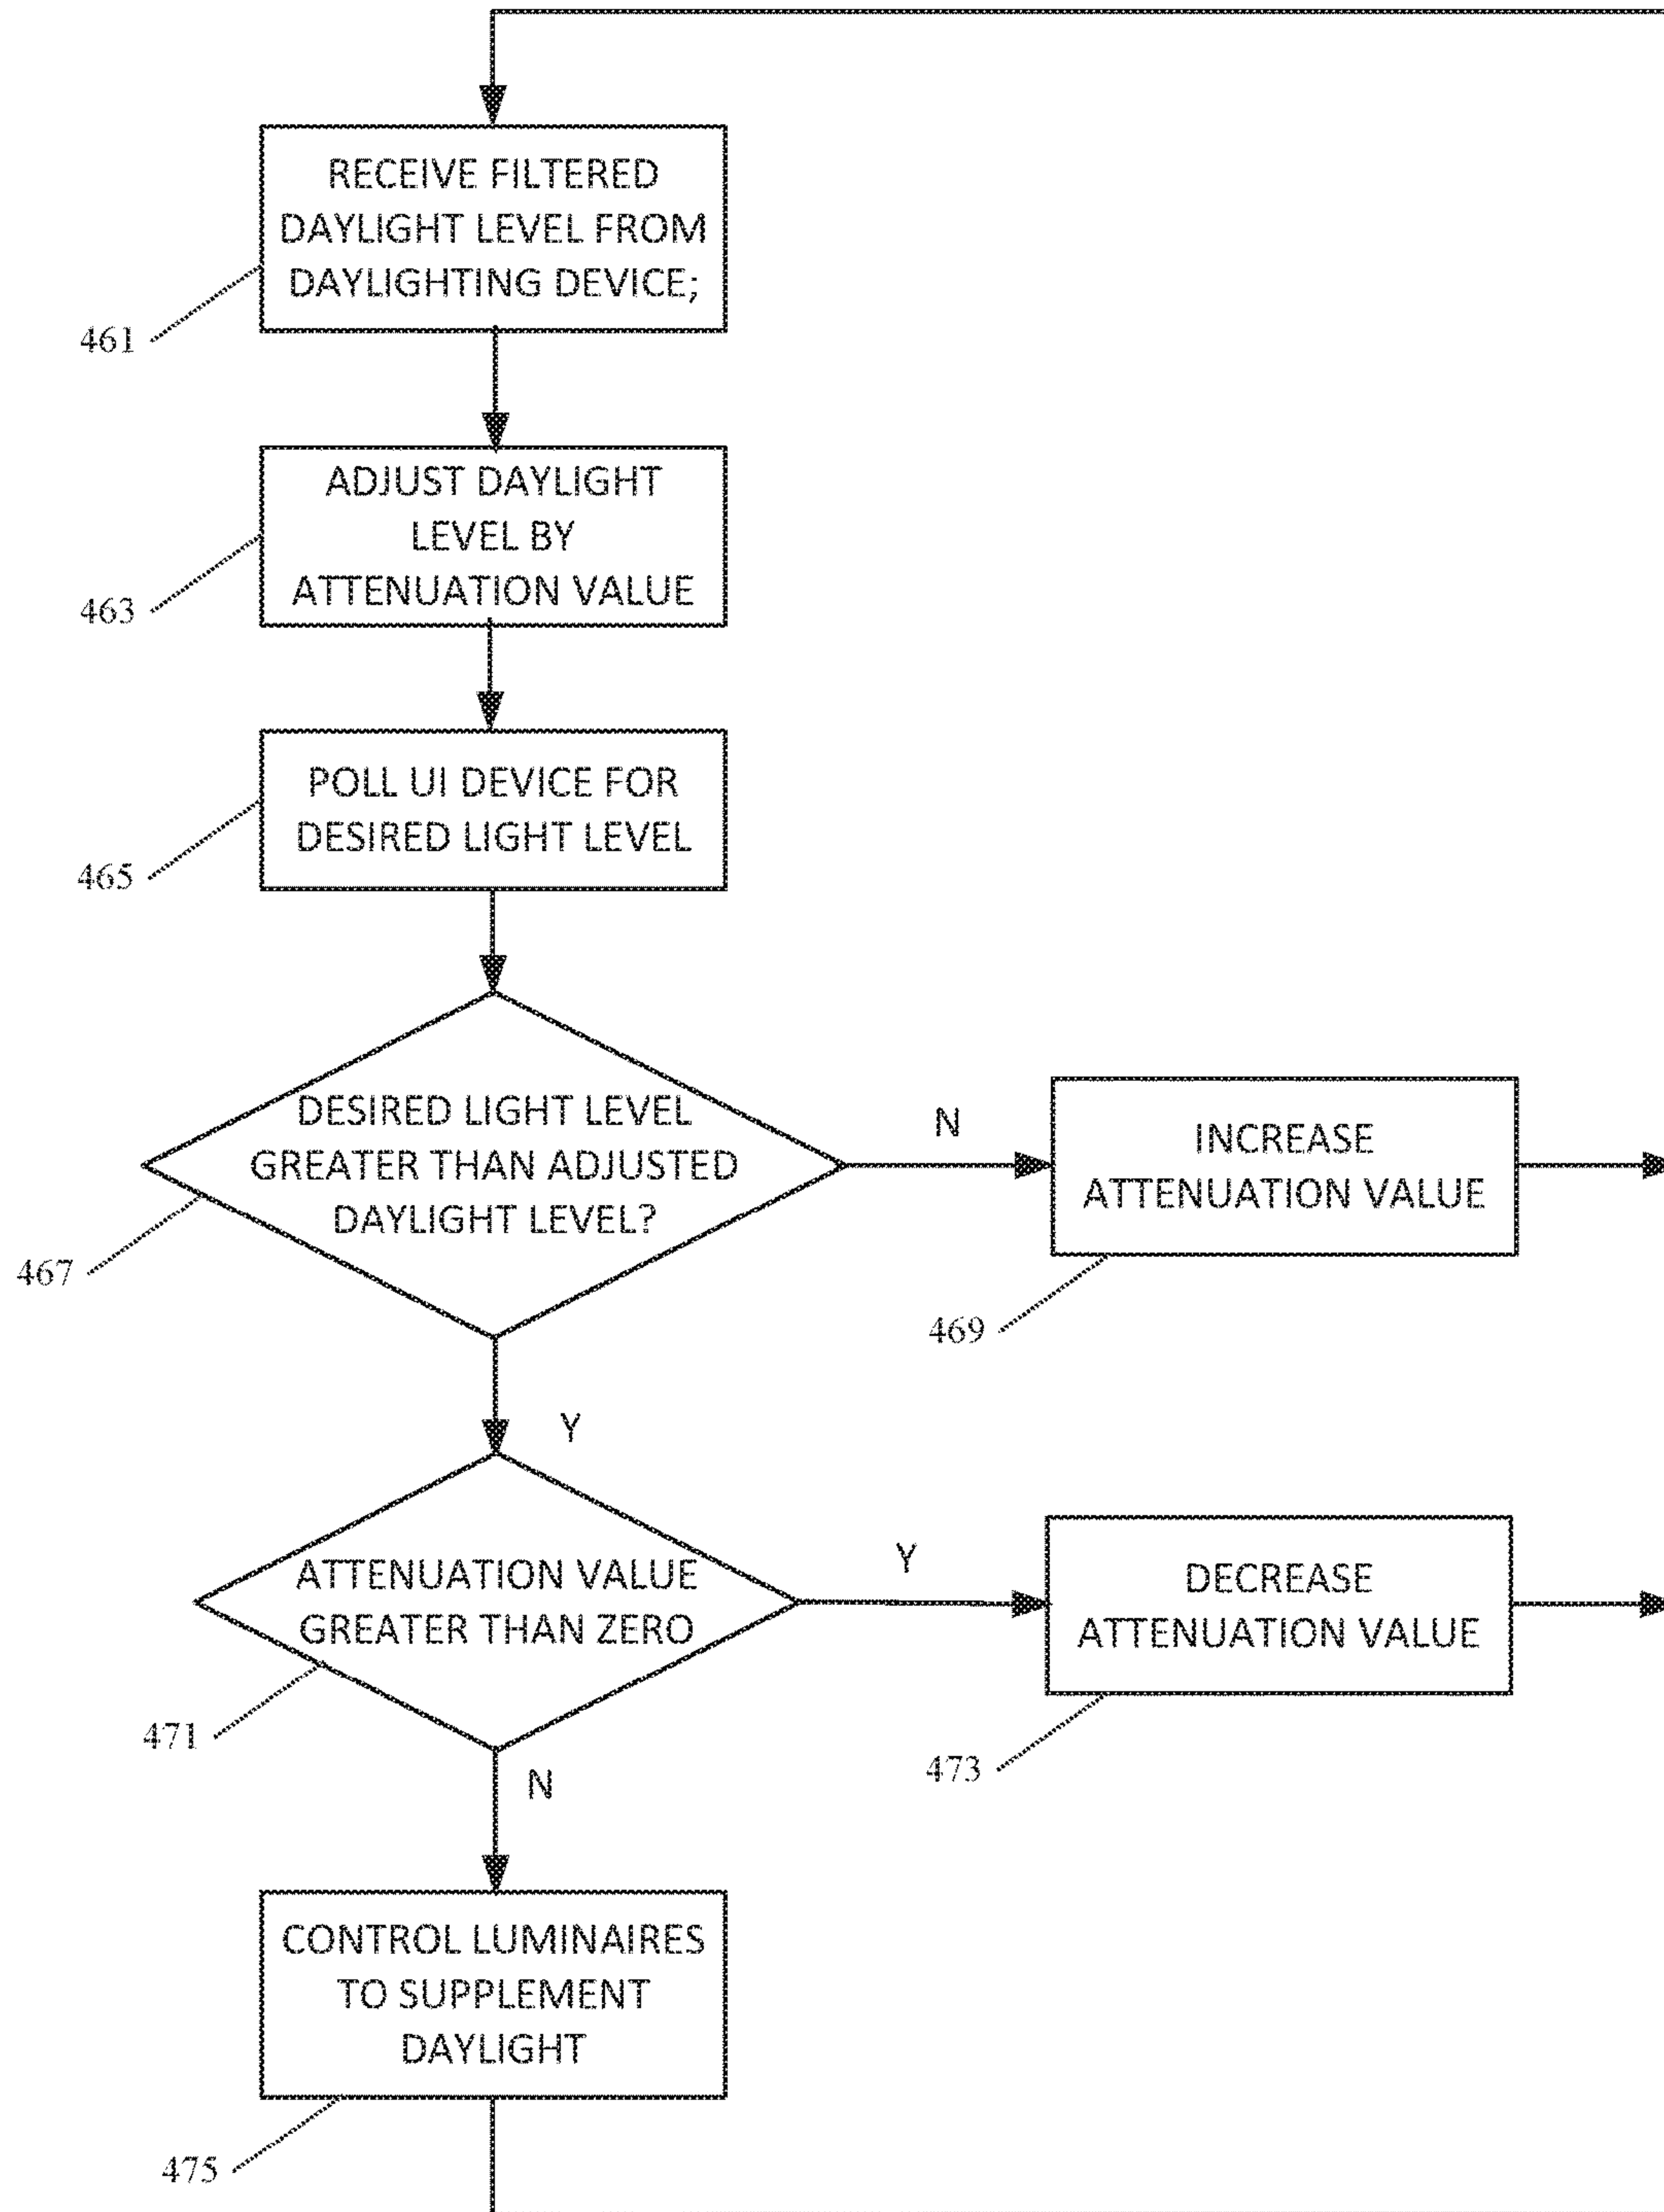 RECEIVE FILTERED
DAYLIGHT LEVEL FROM
DAYLIGHTING DEVICE;
461
ADJUST DAYLIGHT
LEVEL BY
ATTENUATION VALUE
463
POLL UI DEVICE FOR
DESIRED LIGHT LEVEL
465
DESIRED LIGHT LEVEL
GREATER THAN ADJUSTED
DAYLIGHT LEVEL?
467
N
INCREASE
ATTENUATION VALUE
469
Y
ATTENUATION VALUE
GREATER THAN ZERO
471
Y
DECREASE
ATTENUATION VALUE
473
N
CONTROL LUMINAIRES
TO SUPPLEMENT
DAYLIGHT
475